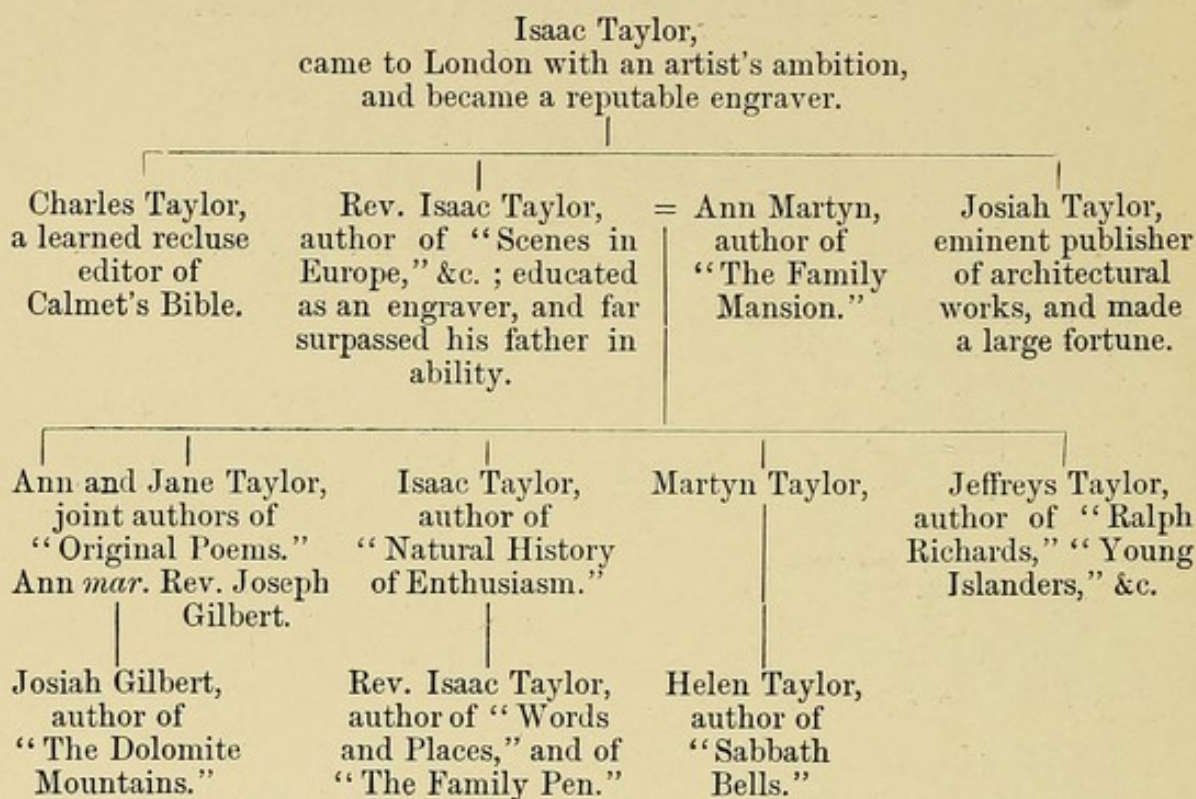 Isaac Taylor,
came to London with an artist's ambition,
and became a reputable engraver.
Charles Taylor,
a learned recluse
editor of
Calmet's Bible.
Rev. Isaac Taylor,
author of "Scenes in
Europe," &c. ; educated
as an engraver, and far
surpassed his father in
ability.
= Ann Martyn,
author of
"The Family
Mansion."
Josiah Taylor,
eminent publisher
of architectural
works, and made
a large fortune.
Ann and Jane Taylor,
joint authors of
"Original Poems."
Ann mar. Rev. Joseph
Gilbert.
Isaac Taylor,
author of
"Natural History
of Enthusiasm."
Martyn Taylor,
Jeffreys Taylor,
author of "Ralph
Richards," "Young
Islanders," &c.
Josiah Gilbert,
author of
"The Dolomite
Mountains."
Rev. Isaac Taylor,
author of "Words
and Places," and of
"The Family Pen."
Helen Taylor,
author of
"Sabbath
Bells."